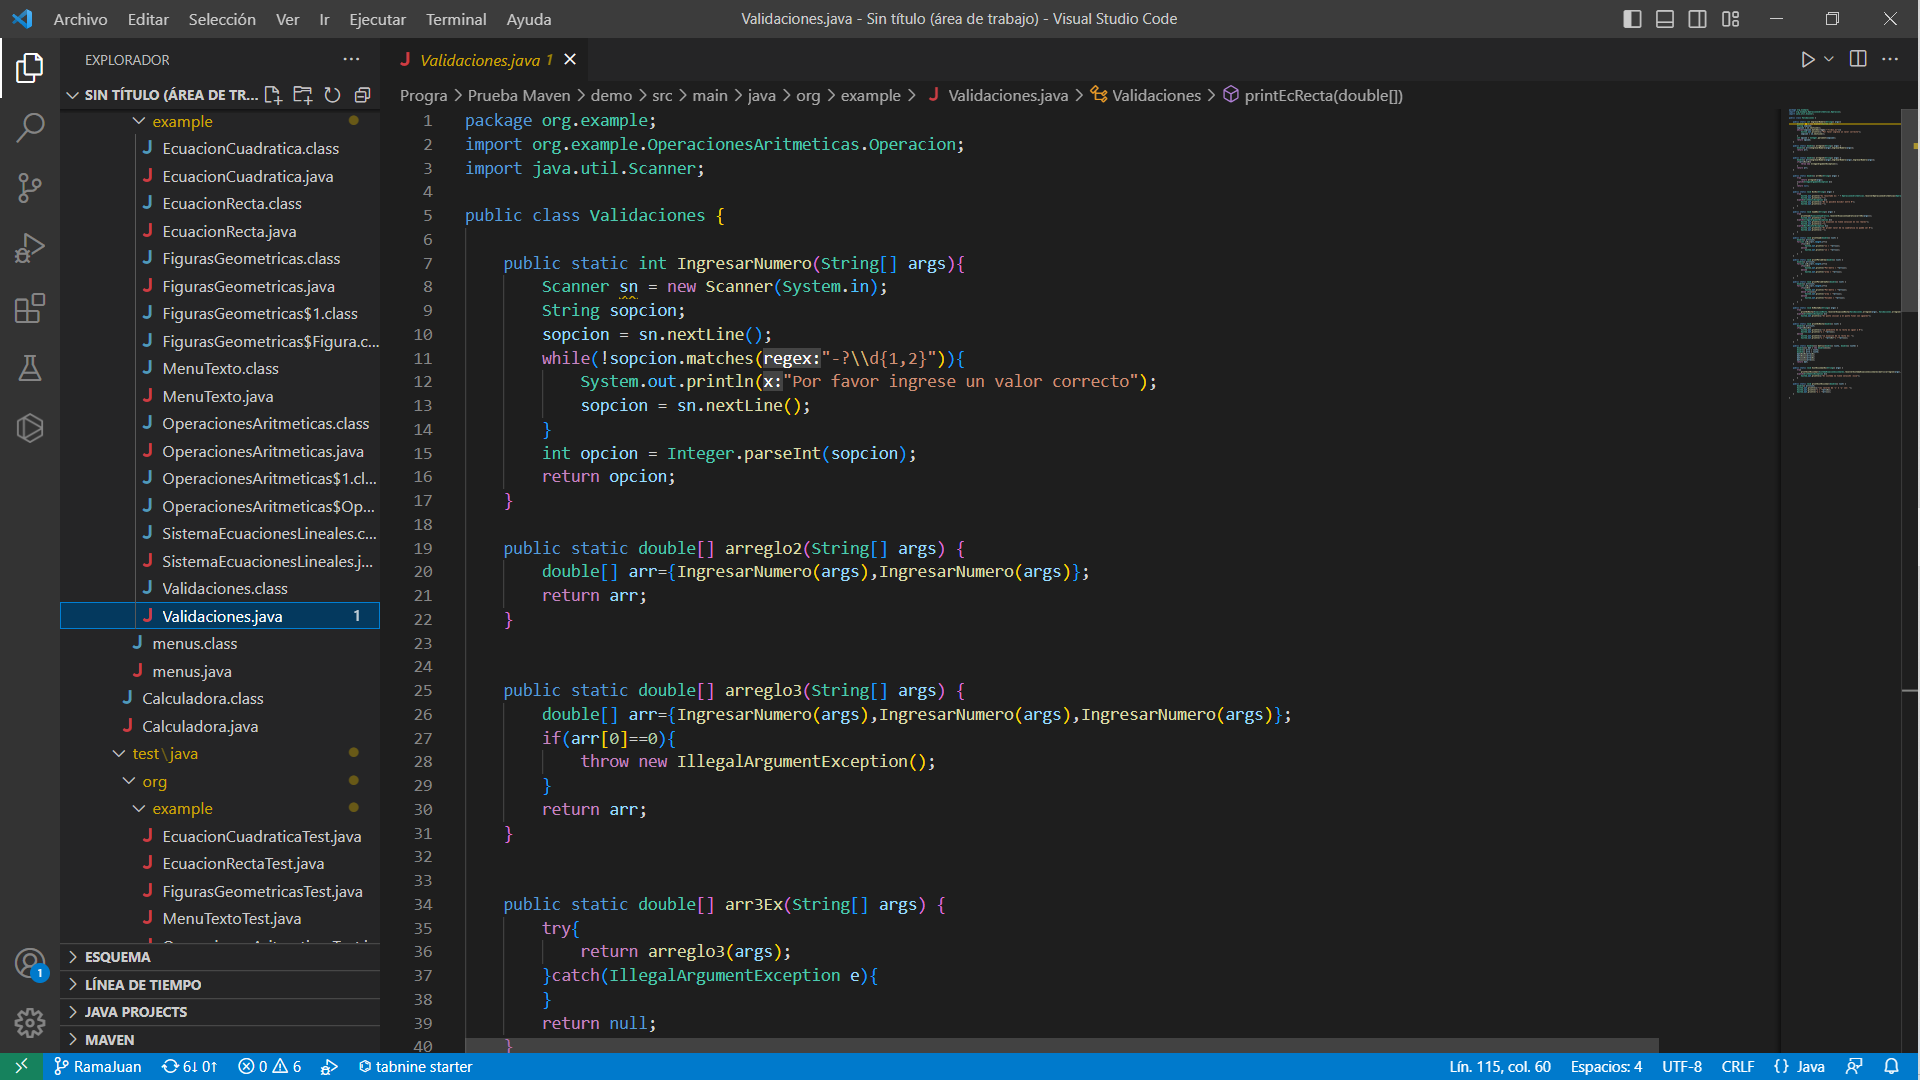 Archivo Editar Selección Ver Ir Ejecutar Terminal Ayuda
Validaciones.java - Sin título (área de trabajo) - Visual Studio Code
EXPLORADOR
SIN TÍTULO (ÁREA DE TR...
example
EcuacionCuadratica.class
EcuacionCuadratica.java
EcuacionRecta.class
EcuacionRecta.java
FigurasGeometricas.class
FigurasGeometricas.java
FigurasGeometricas$1.class
FigurasGeometricas$Figura.c...
MenuTexto.class
MenuTexto.java
OperacionesAritmeticas.class
OperacionesAritmeticas.java
OperacionesAritmeticas$1.cl...
OperacionesAritmeticas$Op...
SistemaEcuacionesLineales.c...
SistemaEcuacionesLineales.j...
Validaciones.class
Validaciones.java 1
menus.class
menus.java
Calculadora.class
Calculadora.java
test\java
org
example
EcuacionCuadraticaTest.java
EcuacionRectaTest.java
FigurasGeometricasTest.java
MenuTextoTest.java
ESQUEMA
LÍNEA DE TIEMPO
JAVA PROJECTS
MAVEN
Validaciones.java 1
Progra > Prueba Maven > demo > src > main > java > org > example > Validaciones.java > Validaciones > printEcRecta(double[])
1 package org.example;
2 import org.example.OperacionesAritmeticas.Operacion;
3 import java.util.Scanner;
4
5 public class Validaciones {
6
7 public static int IngresarNumero(String[] args){
8 Scanner sn = new Scanner(System.in);
9 String sopcion;
10 sopcion = sn.nextLine();
11 while(!sopcion.matches(regex:"-?\\d{1,2}")){
12 System.out.println(x:"Por favor ingrese un valor correcto");
13 sopcion = sn.nextLine();
14 }
15 int opcion = Integer.parseInt(sopcion);
16 return opcion;
17 }
18
19 public static double[] arreglo2(String[] args) {
20 double[] arr={IngresarNumero(args),IngresarNumero(args)};
21 return arr;
22 }
23
24
25 public static double[] arreglo3(String[] args) {
26 double[] arr={IngresarNumero(args),IngresarNumero(args),IngresarNumero(args)};
27 if(arr[0]==0){
28 throw new IllegalArgumentException();
29 }
30 return arr;
31 }
32
33
34 public static double[] arr3Ex(String[] args) {
35 try{
36 return arreglo3(args);
37 }catch(IllegalArgumentException e){
38 }
39 return null;
40 }
1
RamaJuan 6↓ 0↑ 0 6 tabnine starter
Lín. 115, col. 60 Espacios: 4 UTF-8 CRLF {} Java